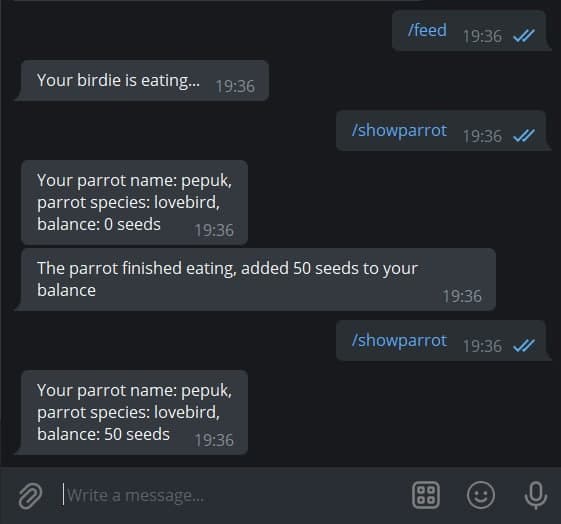 /feed 19:36
Your birdie is eating... 19:36
/showparrot 19:36
Your parrot name: pepuk,
parrot species: lovebird,
balance: 0 seeds 19:36
The parrot finished eating, added 50 seeds to your
balance 19:36
/showparrot 19:36
Your parrot name: pepuk,
parrot species: lovebird,
balance: 50 seeds 19:36
Write a message...